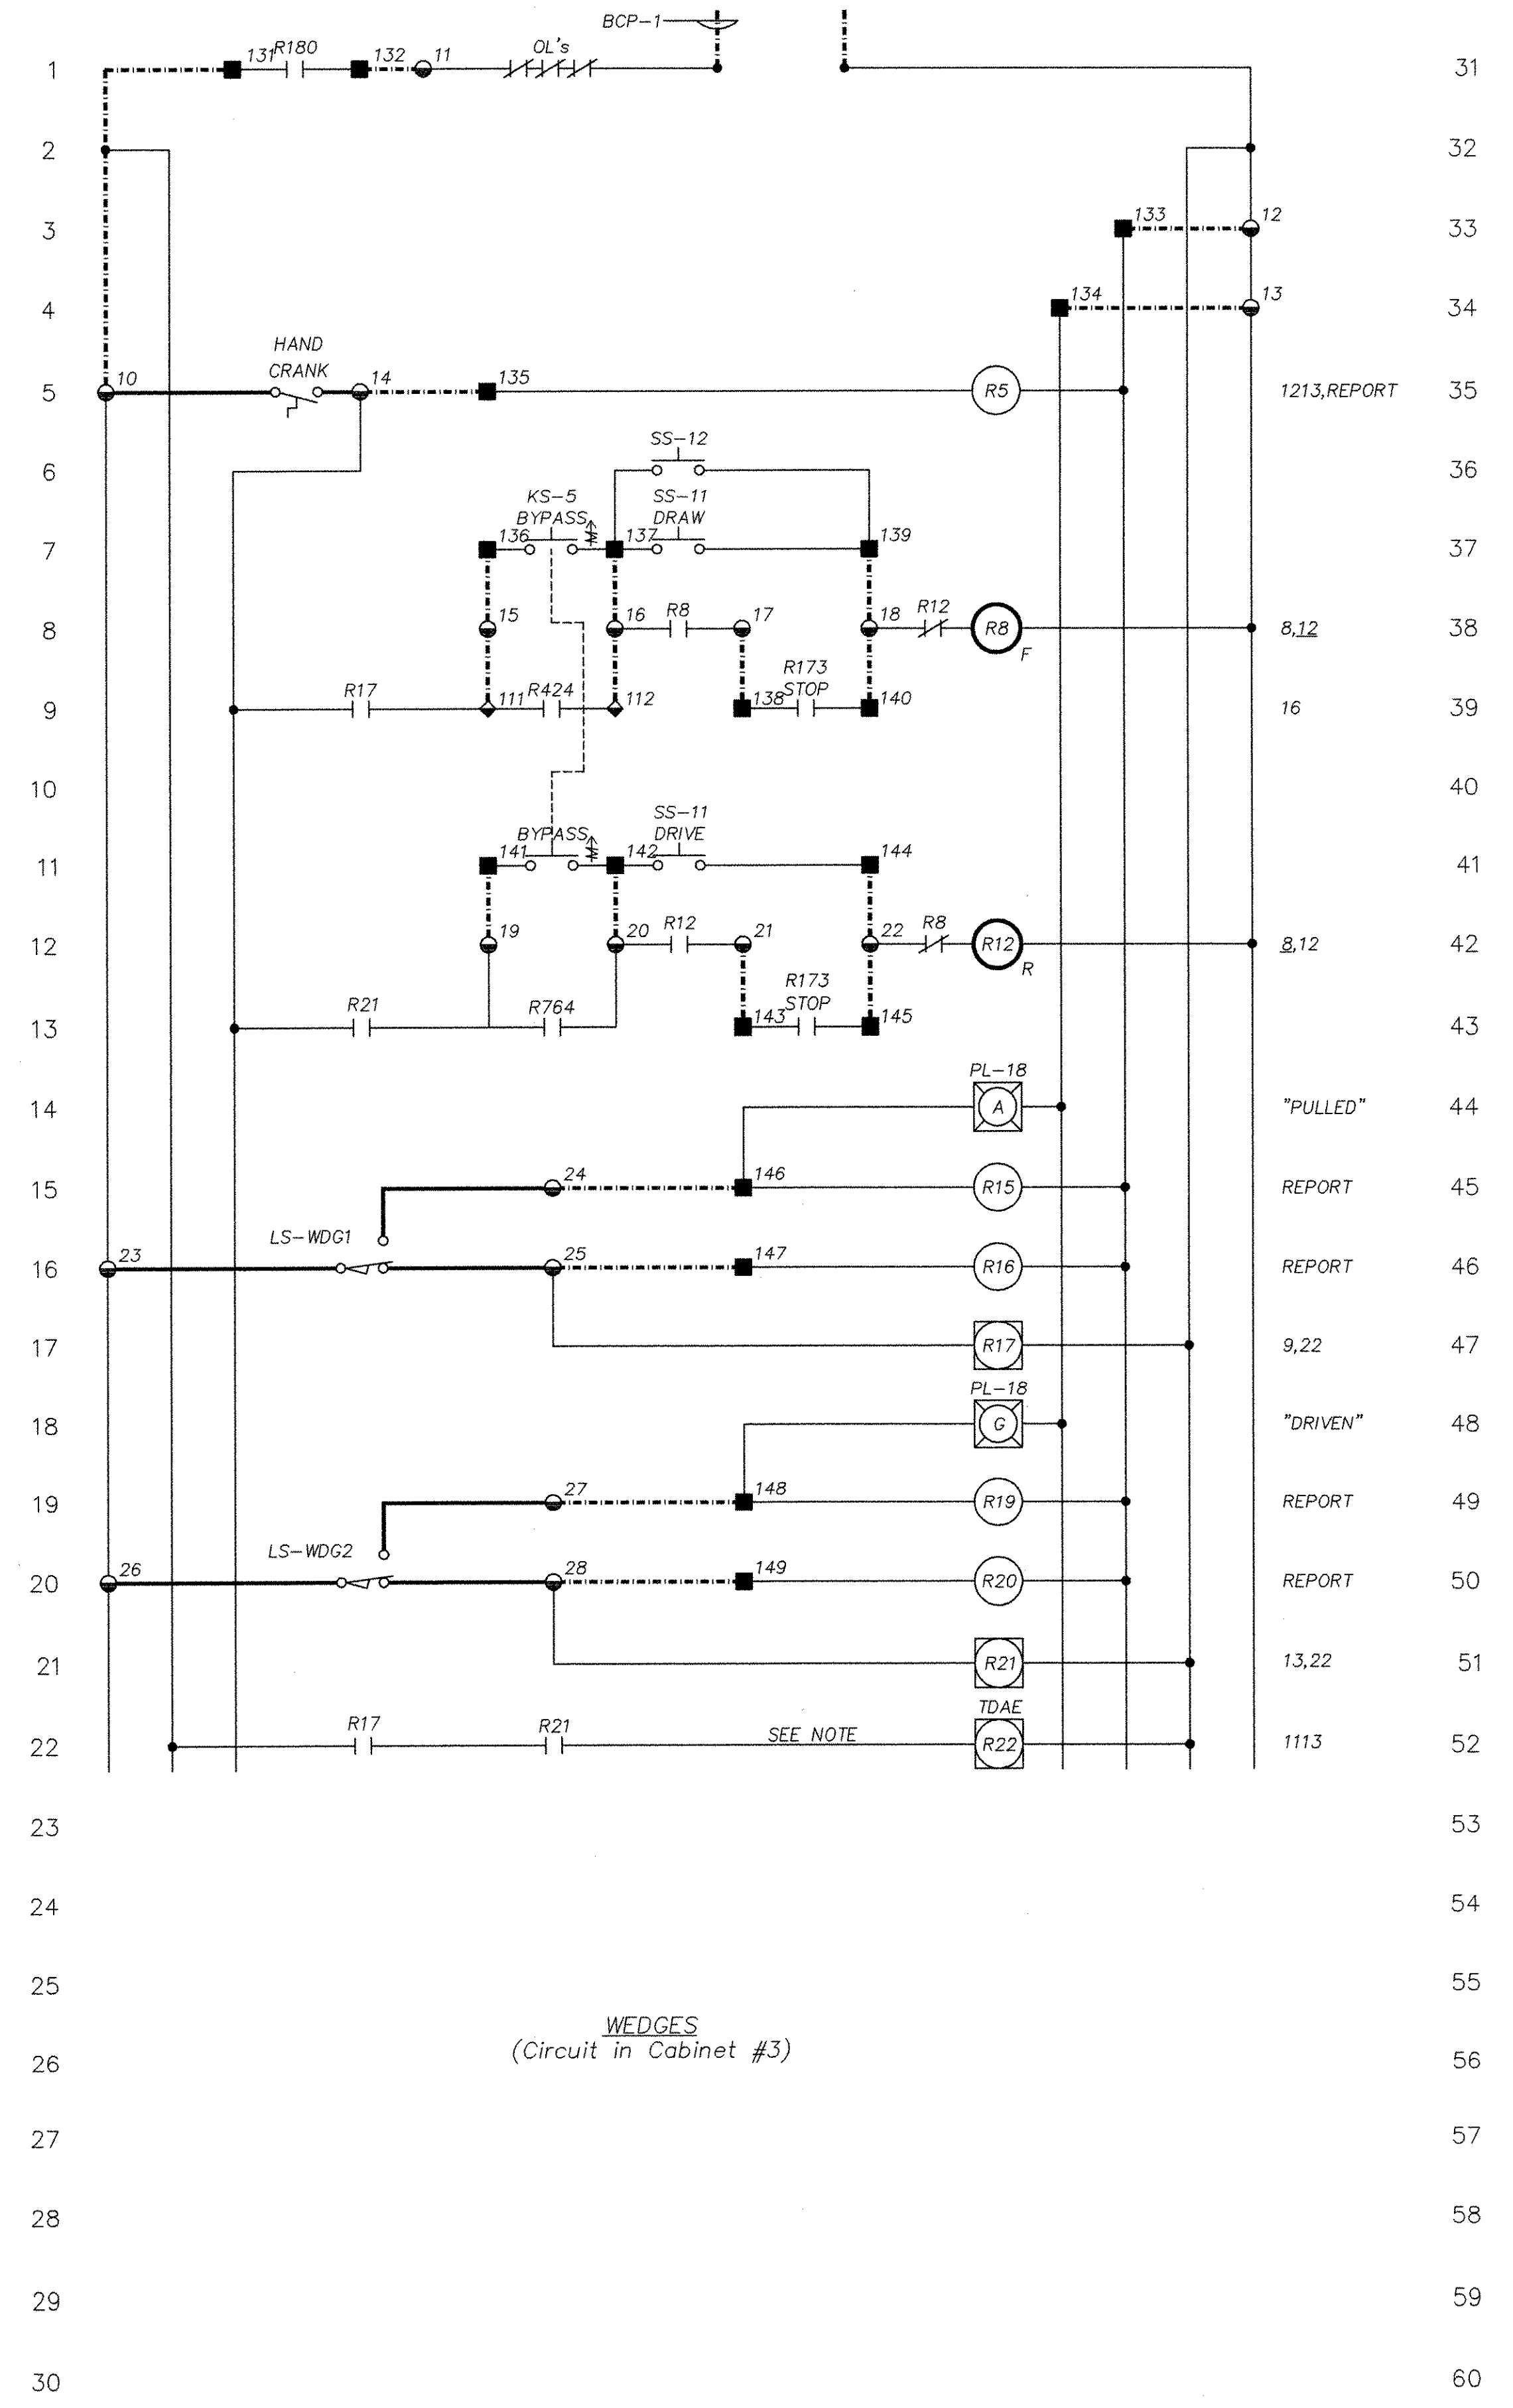 BCP-1
1 131 R180 132 11 OL's 31
2 32
3 133 12 33
4 134 13 34
HAND
CRANK
5 10 14 135 R5 1213,REPORT 35
SS-12
6 36
KS-5 SS-11
BYPASS DRAW
7 136 M 137 139 37
8 15 16 R8 17 18 R12 R8 F 8,12 38
R173
STOP
9 R17 111 R424 112 138 140 16 39
10 40
SS-11
BYPASS DRIVE
11 141 M 142 144 41
12 19 20 R12 21 22 R8 R12 R 8,12 42
R173
STOP
13 R21 R764 143 145 43
PL-18
14 A "PULLED" 44
15 24 146 R15 REPORT 45
LS-WDG1
16 23 25 147 R16 REPORT 46
17 R17 9,22 47
PL-18
18 G "DRIVEN" 48
19 27 148 R19 REPORT 49
LS-WDG2
20 26 28 149 R20 REPORT 50
21 R21 13,22 51
TDAE
22 R17 R21 SEE NOTE R22 1113 52
23 53
24 54
25 55
WEDGES
(Circuit in Cabinet #3)
26 56
27 57
28 58
29 59
30 60